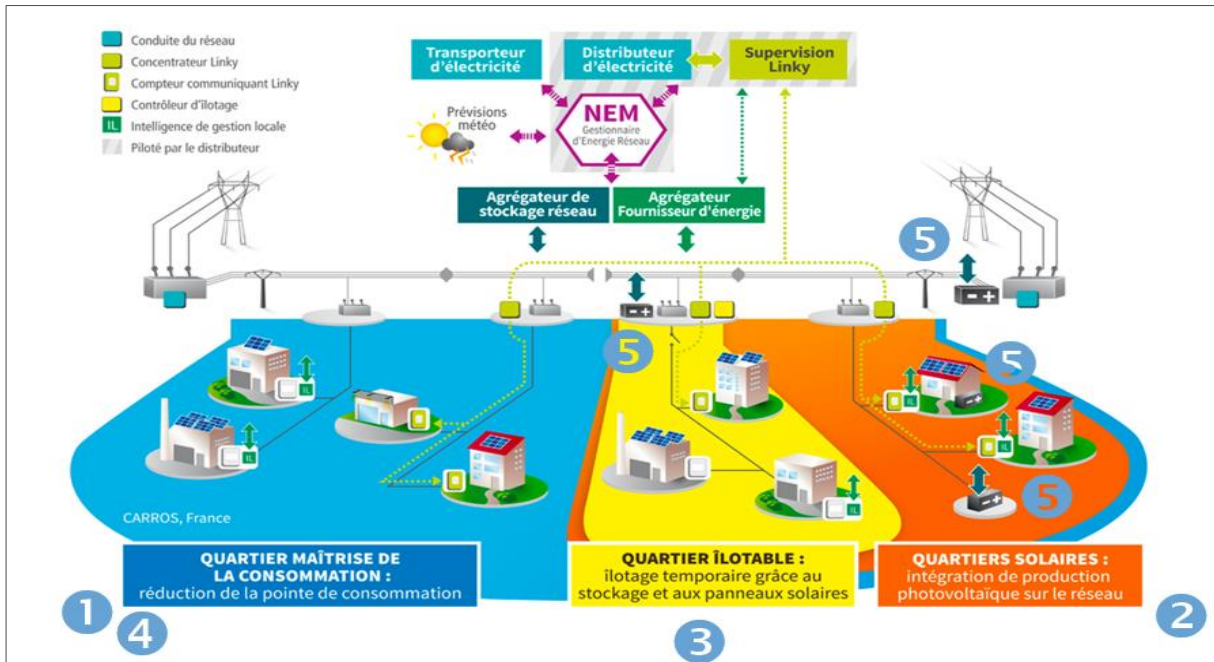 Conduite du réseau
Concentrateur Linky
Compteur communiquant Linky
Contrôleur d'îlotage
IL Intelligence de gestion locale
Piloté par le distributeur
Transporteur
d'électricité
Distributeur
d'électricité
Supervision
Linky
Prévisions
météo
NEM
Gestionnaire
d'Energie Réseau
Agrégateur de
stockage réseau
Agrégateur
Fournisseur d'énergie
5
- +
- +
5
5
- +
IL
IL
IL
IL
IL
- +
5
CARROS, France
QUARTIER MAÎTRISE DE
LA CONSOMMATION :
réduction de la pointe de consommation
QUARTIER ÎLOTABLE :
îlotage temporaire grâce au
stockage et aux panneaux solaires
QUARTIERS SOLAIRES :
intégration de production
photovoltaïque sur le réseau
1
4
3
2